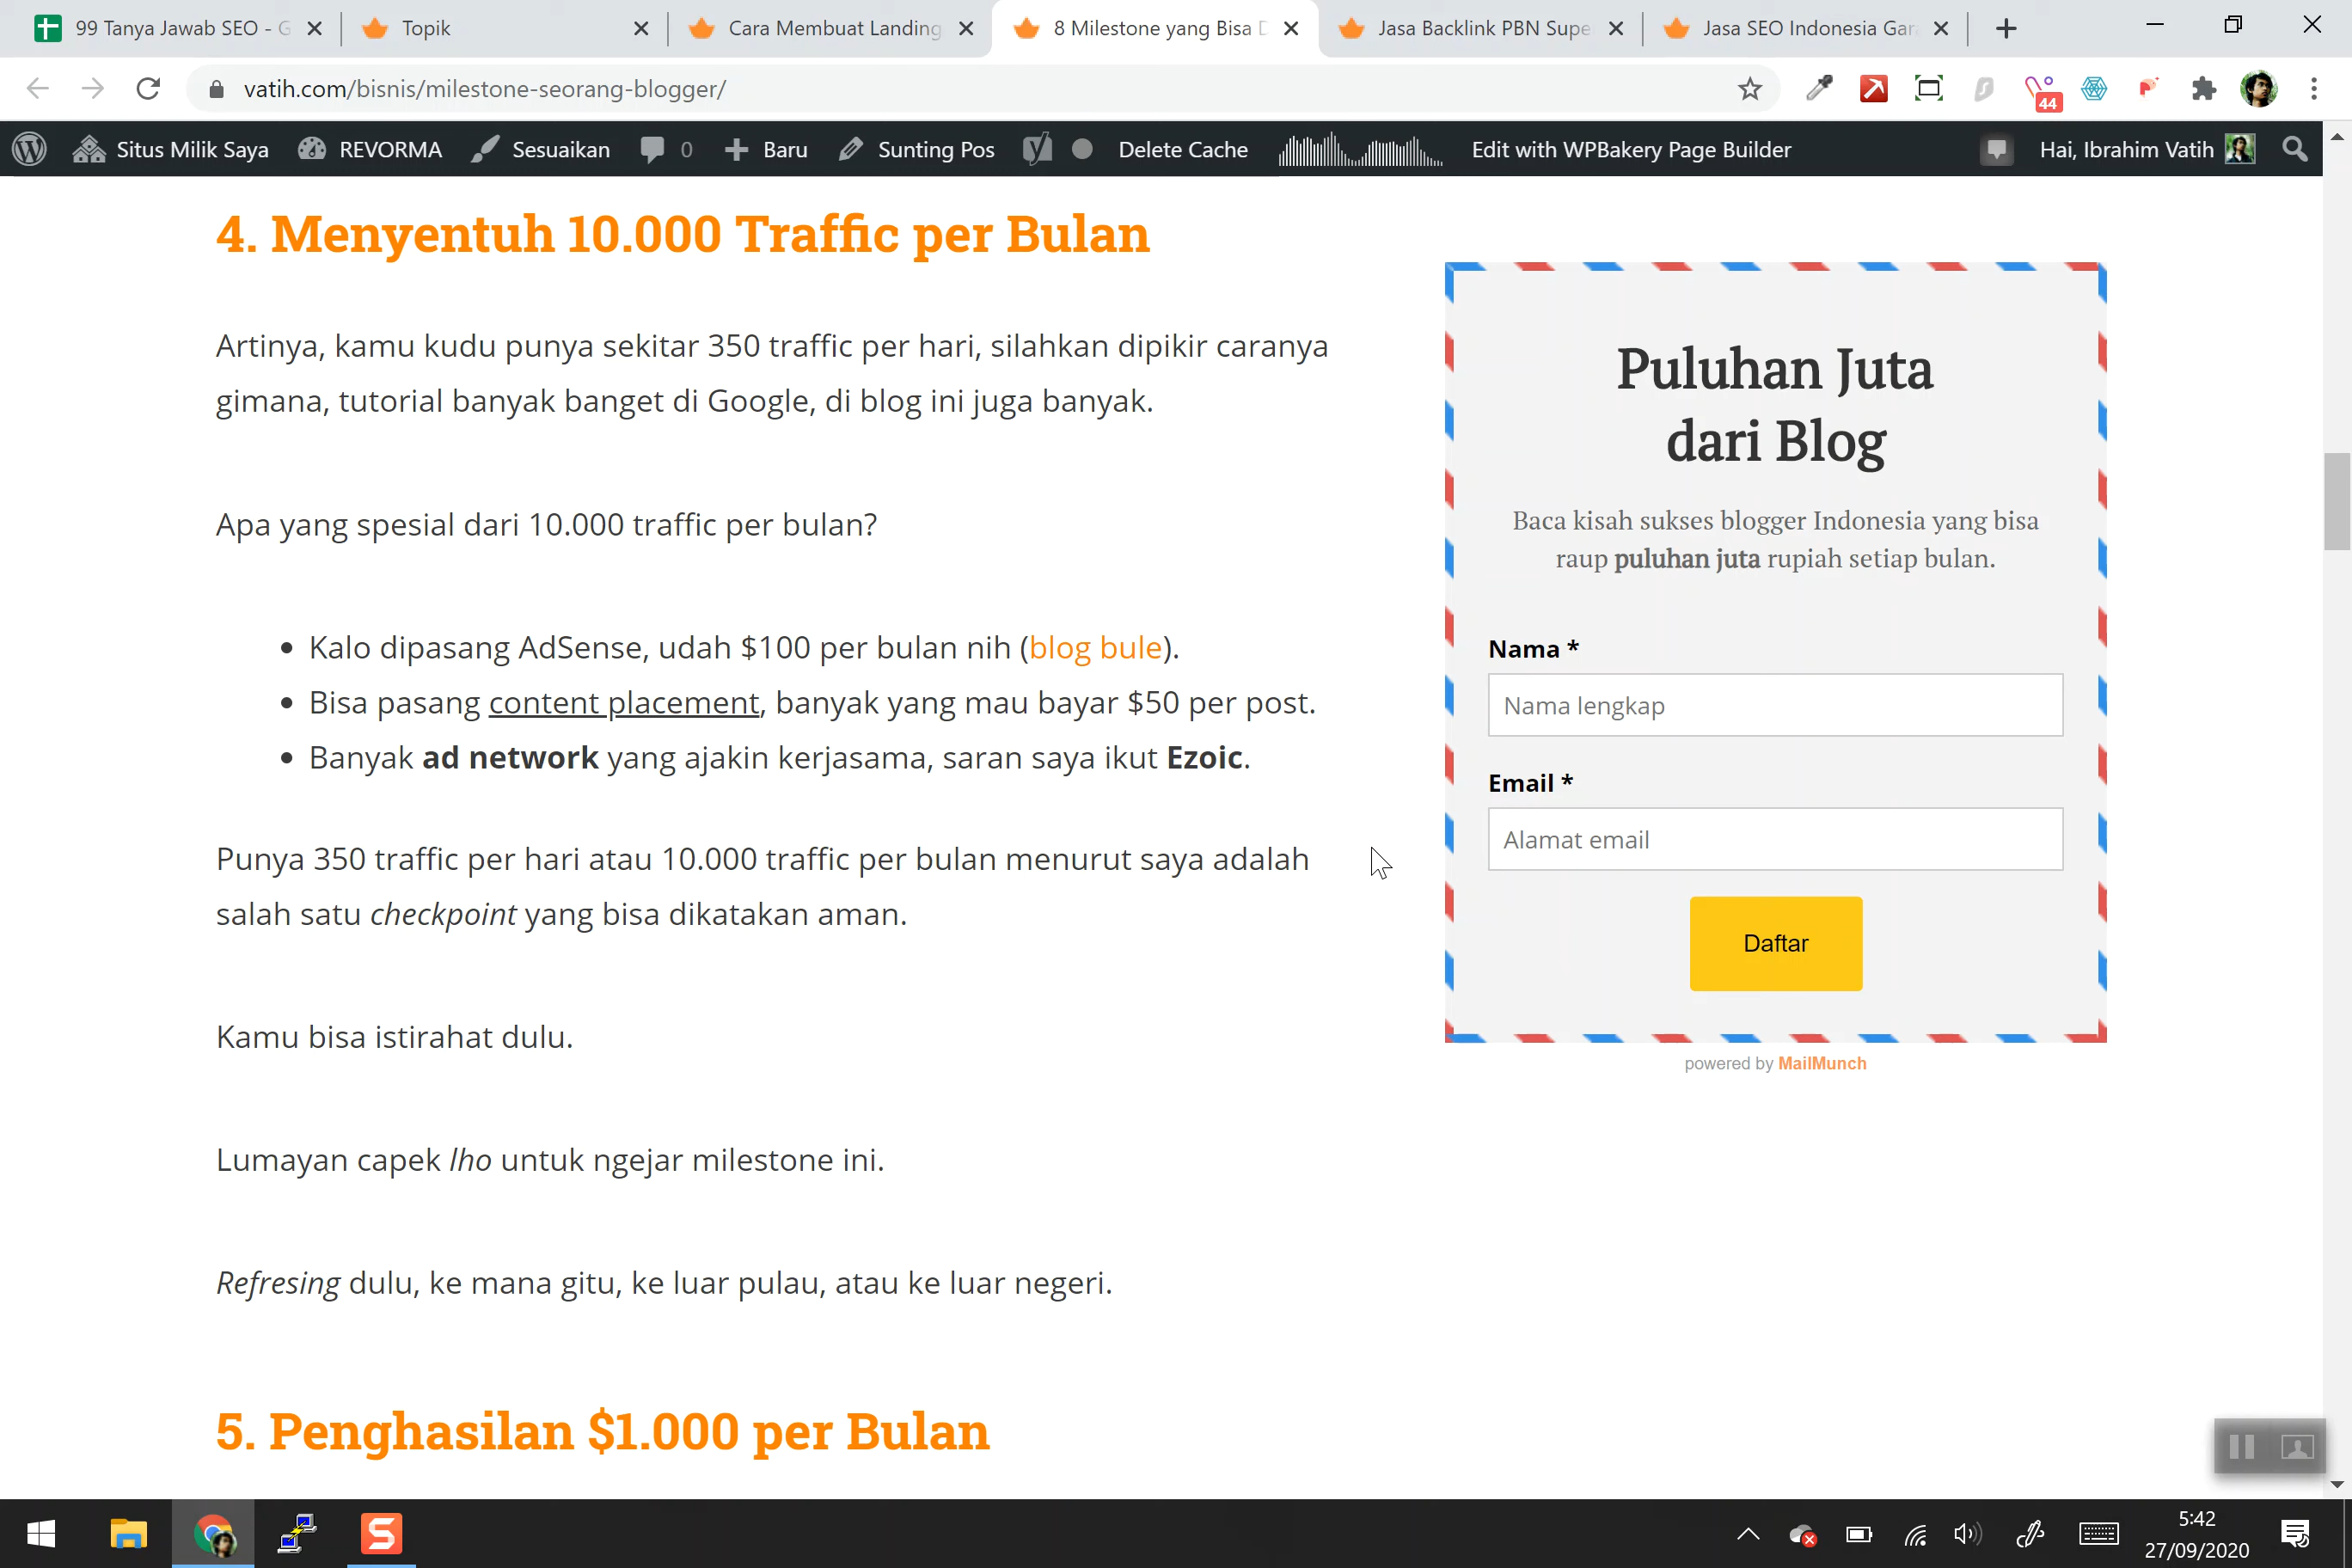 99 Tanya Jawab SEO - G
Topik
Cara Membuat Landing
8 Milestone yang Bisa D
Jasa Backlink PBN Supe
Jasa SEO Indonesia Gar
vatih.com/bisnis/milestone-seorang-blogger/
44
Situs Milik Saya
REVORMA
Sesuaikan
0
Baru
Sunting Pos
Delete Cache
Edit with WPBakery Page Builder
Hai, Ibrahim Vatih
4. Menyentuh 10.000 Traffic per Bulan
Artinya, kamu kudu punya sekitar 350 traffic per hari, silahkan dipikir caranya
gimana, tutorial banyak banget di Google, di blog ini juga banyak.
Apa yang spesial dari 10.000 traffic per bulan?
Kalo dipasang AdSense, udah $100 per bulan nih (blog bule).
Bisa pasang content placement, banyak yang mau bayar $50 per post.
Banyak ad network yang ajakin kerjasama, saran saya ikut Ezoic.
Punya 350 traffic per hari atau 10.000 traffic per bulan menurut saya adalah
salah satu checkpoint yang bisa dikatakan aman.
Kamu bisa istirahat dulu.
Lumayan capek lho untuk ngejar milestone ini.
Refresing dulu, ke mana gitu, ke luar pulau, atau ke luar negeri.
5. Penghasilan $1.000 per Bulan
Puluhan Juta
dari Blog
Baca kisah sukses blogger Indonesia yang bisa
raup puluhan juta rupiah setiap bulan.
Nama *
Nama lengkap
Email *
Alamat email
Daftar
powered by MailMunch
5:42
27/09/2020